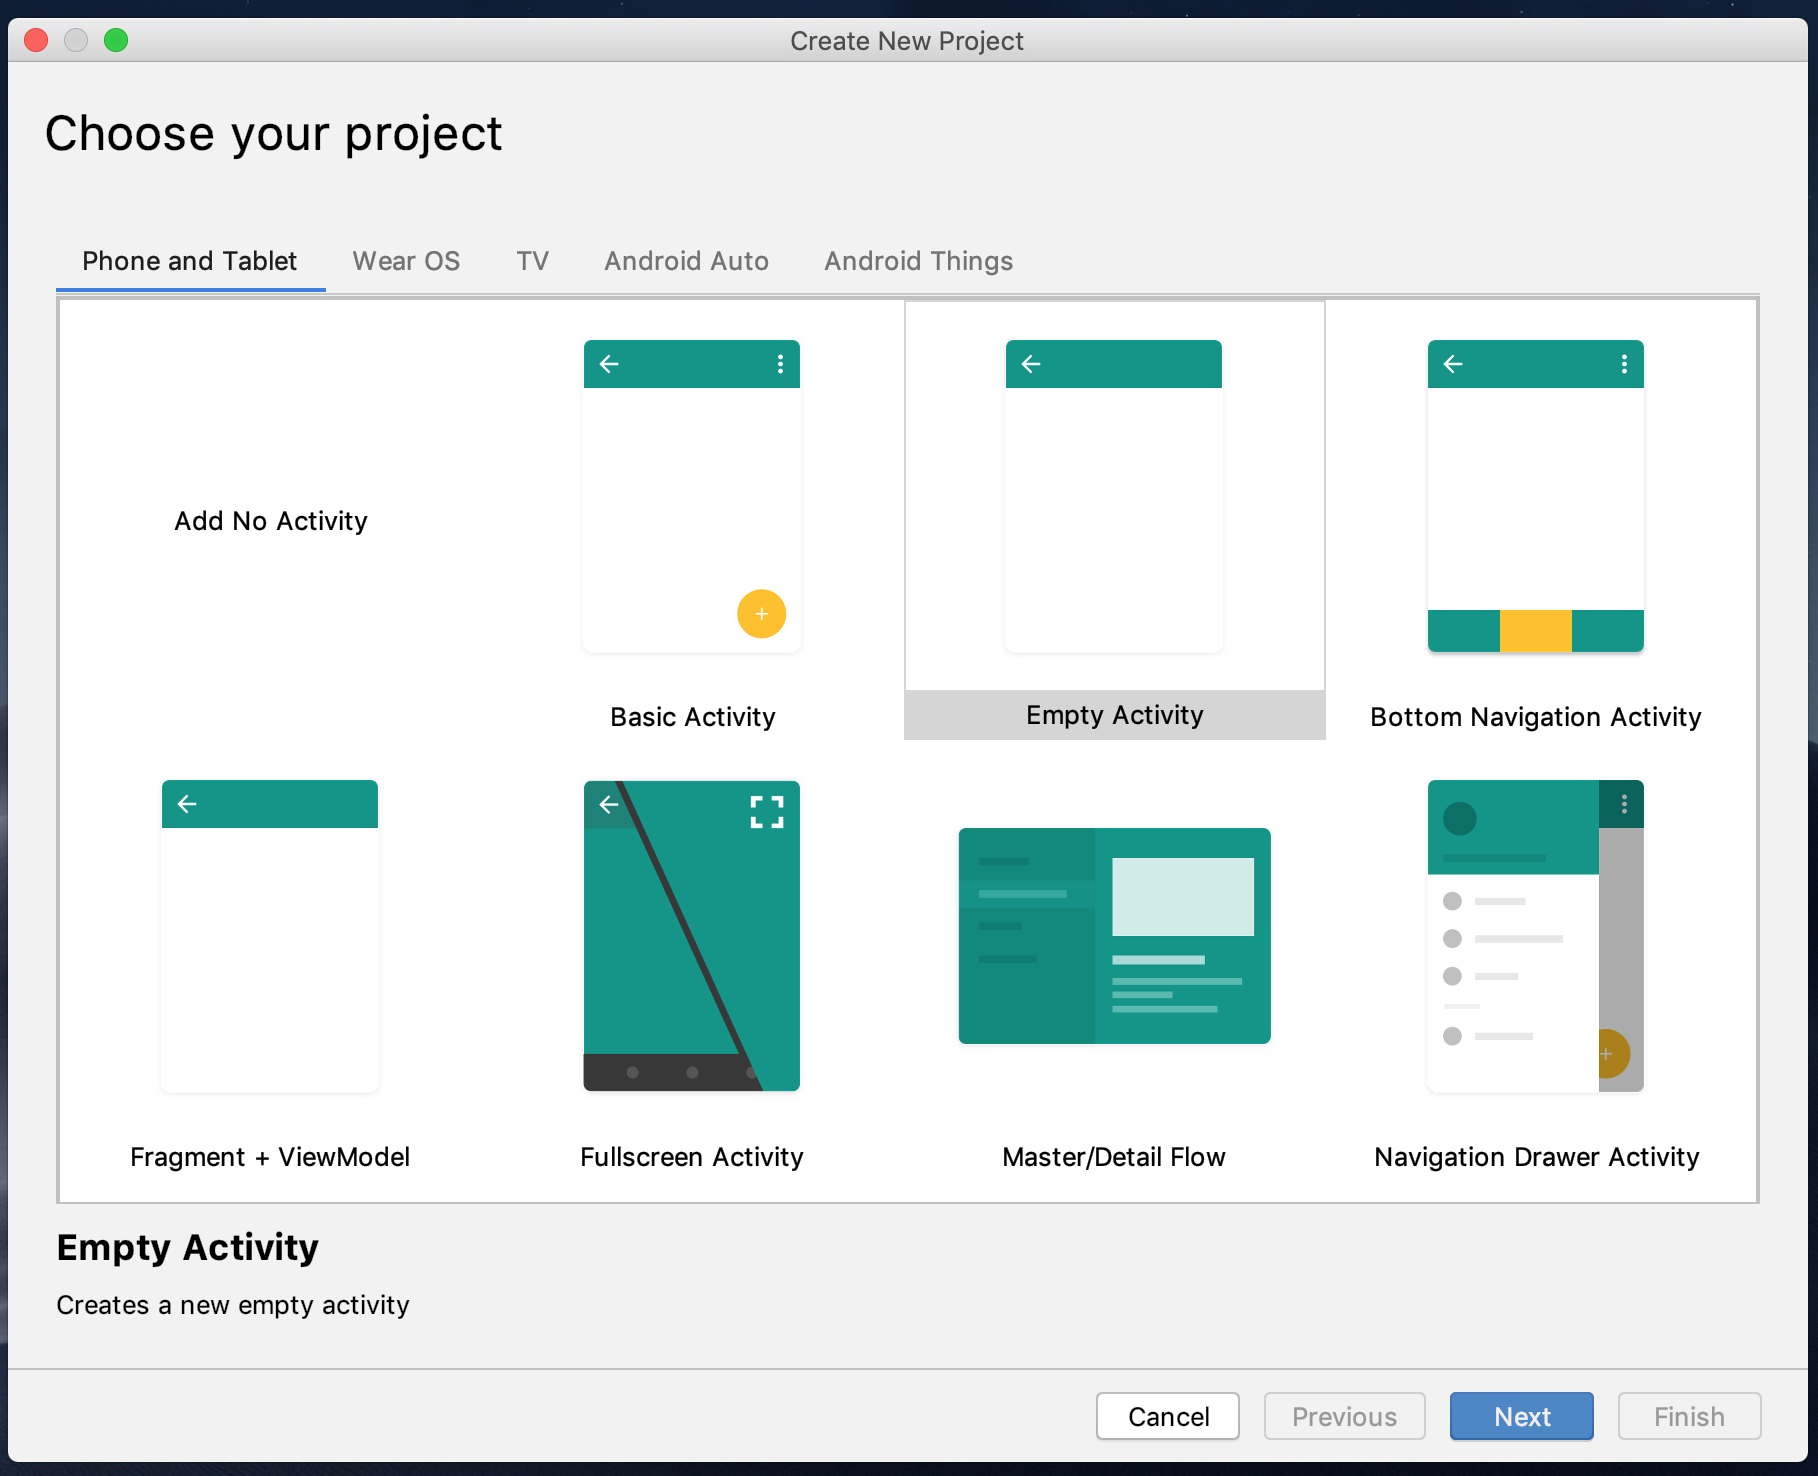 Create New Project
Choose your project
Phone and Tablet Wear OS TV Android Auto Android Things
Add No Activity
Basic Activity
Empty Activity
Bottom Navigation Activity
Fragment + ViewModel
Fullscreen Activity
Master/Detail Flow
Navigation Drawer Activity
Empty Activity
Creates a new empty activity
Cancel Previous Next Finish